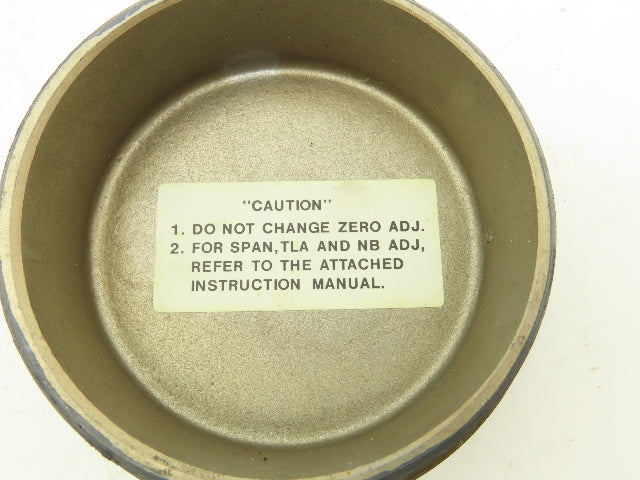 "CAUTION"
1. DO NOT CHANGE ZERO ADJ.
2. FOR SPAN,TLA AND NB ADJ,
REFER TO THE ATTACHED
INSTRUCTION MANUAL.